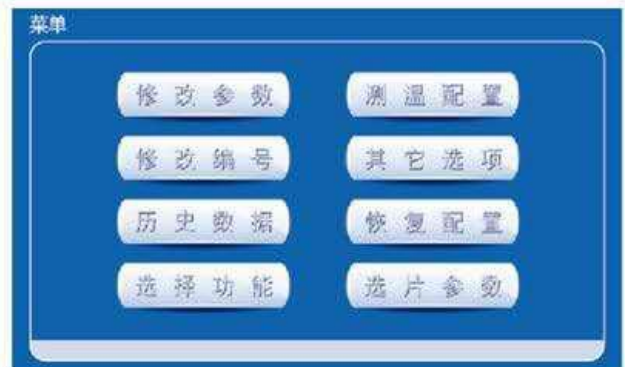 菜单
修改参数 测温配置
修改编号 其它选项
历史数据 恢复配置
选择功能 选片参数